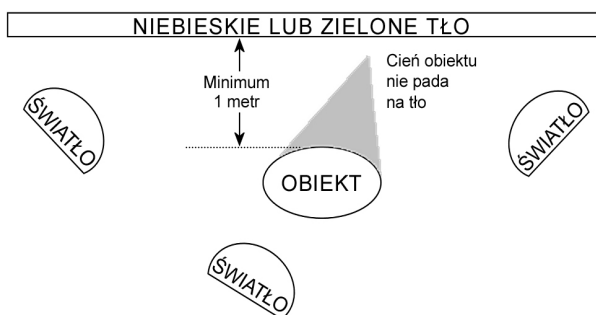 NIEBIESKIE LUB ZIELONE TŁO
Minimum
1 metr
Cień obiektu
nie pada
na tło
ŚWIATŁO
ŚWIATŁO
OBIEKT
ŚWIATŁO